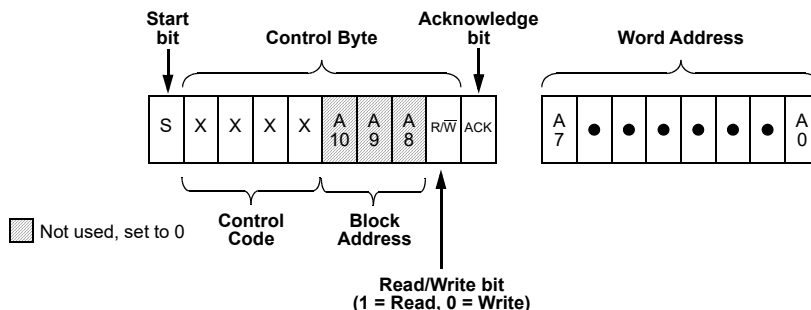 Start
bit
Control Byte
Acknowledge
bit
Word Address
S X X X X A
10 A
9 A
8 R/W̅ ACK
A
7 ● ● ● ● ● ● A
0
Control
Code
Block
Address
Not used, set to 0
Read/Write bit
(1 = Read, 0 = Write)